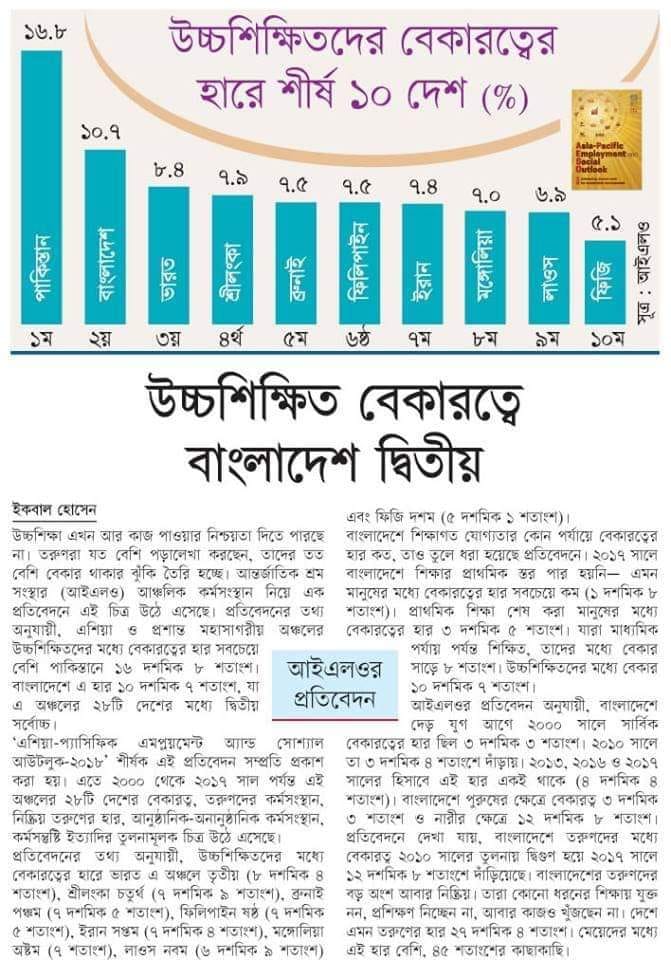 উচ্চশিক্ষিতদের বেকারত্বের
হারে শীর্ষ ১০ দেশ (%)
১৬.৮
১০.৭
৮.৪
৭.৯
৭.৫
৭.৫
৭.৪
৭.০
৬.৯
৫.১
পাকিস্তান
বাংলাদেশ
ভারত
শ্রীলংকা
ব্রুনাই
ফিলিপাইন
ইরান
মঙ্গোলিয়া
লাওস
ফিজি
১ম
২য়
৩য়
৪র্থ
৫ম
৬ষ্ঠ
৭ম
৮ম
৯ম
১০ম
Asia-Pacific
Employment and
Social
Outlook
সূত্র : আইএলও
উচ্চশিক্ষিত বেকারত্বে
বাংলাদেশ দ্বিতীয়
ইকবাল হোসেন
উচ্চশিক্ষা এখন আর কাজ পাওয়ার নিশ্চয়তা দিতে পারছে
না। তরুণরা যত বেশি পড়ালেখা করছেন, তাদের তত
বেশি বেকার থাকার ঝুঁকি তৈরি হচ্ছে। আন্তর্জাতিক শ্রম
সংস্থার (আইএলও) আঞ্চলিক কর্মসংস্থান নিয়ে এক
প্রতিবেদনে এই চিত্র উঠে এসেছে। প্রতিবেদনের তথ্য
অনুযায়ী, এশিয়া ও প্রশান্ত মহাসাগরীয় অঞ্চলের
উচ্চশিক্ষিতদের মধ্যে বেকারত্বের হার সবচেয়ে
বেশি পাকিস্তানে ১৬ দশমিক ৮ শতাংশ।
বাংলাদেশে এ হার ১০ দশমিক ৭ শতাংশ, যা
এ অঞ্চলের ২৮টি দেশের মধ্যে দ্বিতীয়
সর্বোচ্চ।
‘এশিয়া-প্যাসিফিক এমপ্লয়মেন্ট অ্যান্ড সোশ্যাল
আউটলুক-২০১৮’ শীর্ষক এই প্রতিবেদন সম্প্রতি প্রকাশ
করা হয়। এতে ২০০০ থেকে ২০১৭ সাল পর্যন্ত এই
অঞ্চলের ২৮টি দেশের বেকারত্ব, তরুণদের কর্মসংস্থান,
নিষ্ক্রিয় তরুণের হার, আনুষ্ঠানিক-অনানুষ্ঠানিক কর্মসংস্থান,
কর্মসন্তুষ্টি ইত্যাদির তুলনামূলক চিত্র উঠে এসেছে।
প্রতিবেদনের তথ্য অনুযায়ী, উচ্চশিক্ষিতদের মধ্যে
বেকারত্বের হারে ভারত এ অঞ্চলে তৃতীয় (৮ দশমিক ৪
শতাংশ), শ্রীলংকা চতুর্থ (৭ দশমিক ৯ শতাংশ), ব্রুনাই
পঞ্চম (৭ দশমিক ৫ শতাংশ), ফিলিপাইন ষষ্ঠ (৭ দশমিক
৫ শতাংশ), ইরান সপ্তম (৭ দশমিক ৪ শতাংশ), মঙ্গোলিয়া
অষ্টম (৭ শতাংশ), লাওস নবম (৬ দশমিক ৯ শতাংশ)
আইএলওর
প্রতিবেদন
এবং ফিজি দশম (৫ দশমিক ১ শতাংশ)।
বাংলাদেশে শিক্ষাগত যোগ্যতার কোন পর্যায়ে বেকারত্বের
হার কত, তাও তুলে ধরা হয়েছে প্রতিবেদনে। ২০১৭ সালে
বাংলাদেশে শিক্ষার প্রাথমিক স্তর পার হয়নি— এমন
মানুষের মধ্যে বেকারত্বের হার সবচেয়ে কম (১ দশমিক ৮
শতাংশ)। প্রাথমিক শিক্ষা শেষ করা মানুষের মধ্যে
বেকারত্বের হার ৩ দশমিক ৫ শতাংশ। যারা মাধ্যমিক
পর্যায় পর্যন্ত শিক্ষিত, তাদের মধ্যে বেকার
সাড়ে ৮ শতাংশ। উচ্চশিক্ষিতদের মধ্যে বেকার
১০ দশমিক ৭ শতাংশ।
আইএলওর প্রতিবেদন অনুযায়ী, বাংলাদেশে
দেড় যুগ আগে ২০০০ সালে সার্বিক
বেকারত্বের হার ছিল ৩ দশমিক ৩ শতাংশ। ২০১০ সালে
তা ৩ দশমিক ৪ শতাংশে দাঁড়ায়। ২০১৩, ২০১৬ ও ২০১৭
সালের হিসাবে এই হার একই থাকে (৪ দশমিক ৪
শতাংশ)। বাংলাদেশে পুরুষের ক্ষেত্রে বেকারত্ব ৩ দশমিক
৩ শতাংশ ও নারীর ক্ষেত্রে ১২ দশমিক ৮ শতাংশ।
প্রতিবেদনে দেখা যায়, বাংলাদেশে তরুণদের মধ্যে
বেকারত্ব ২০১০ সালের তুলনায় দ্বিগুণ হয়ে ২০১৭ সালে
১২ দশমিক ৮ শতাংশে দাঁড়িয়েছে। বাংলাদেশের তরুণদের
বড় অংশ আবার নিষ্ক্রিয়। তারা কোনো ধরনের শিক্ষায় যুক্ত
নন, প্রশিক্ষণ নিচ্ছেন না, আবার কাজও খুঁজছেন না। দেশে
এমন তরুণের হার ২৭ দশমিক ৪ শতাংশ। মেয়েদের মধ্যে
এই হার বেশি, ৪৫ শতাংশের কাছাকাছি।